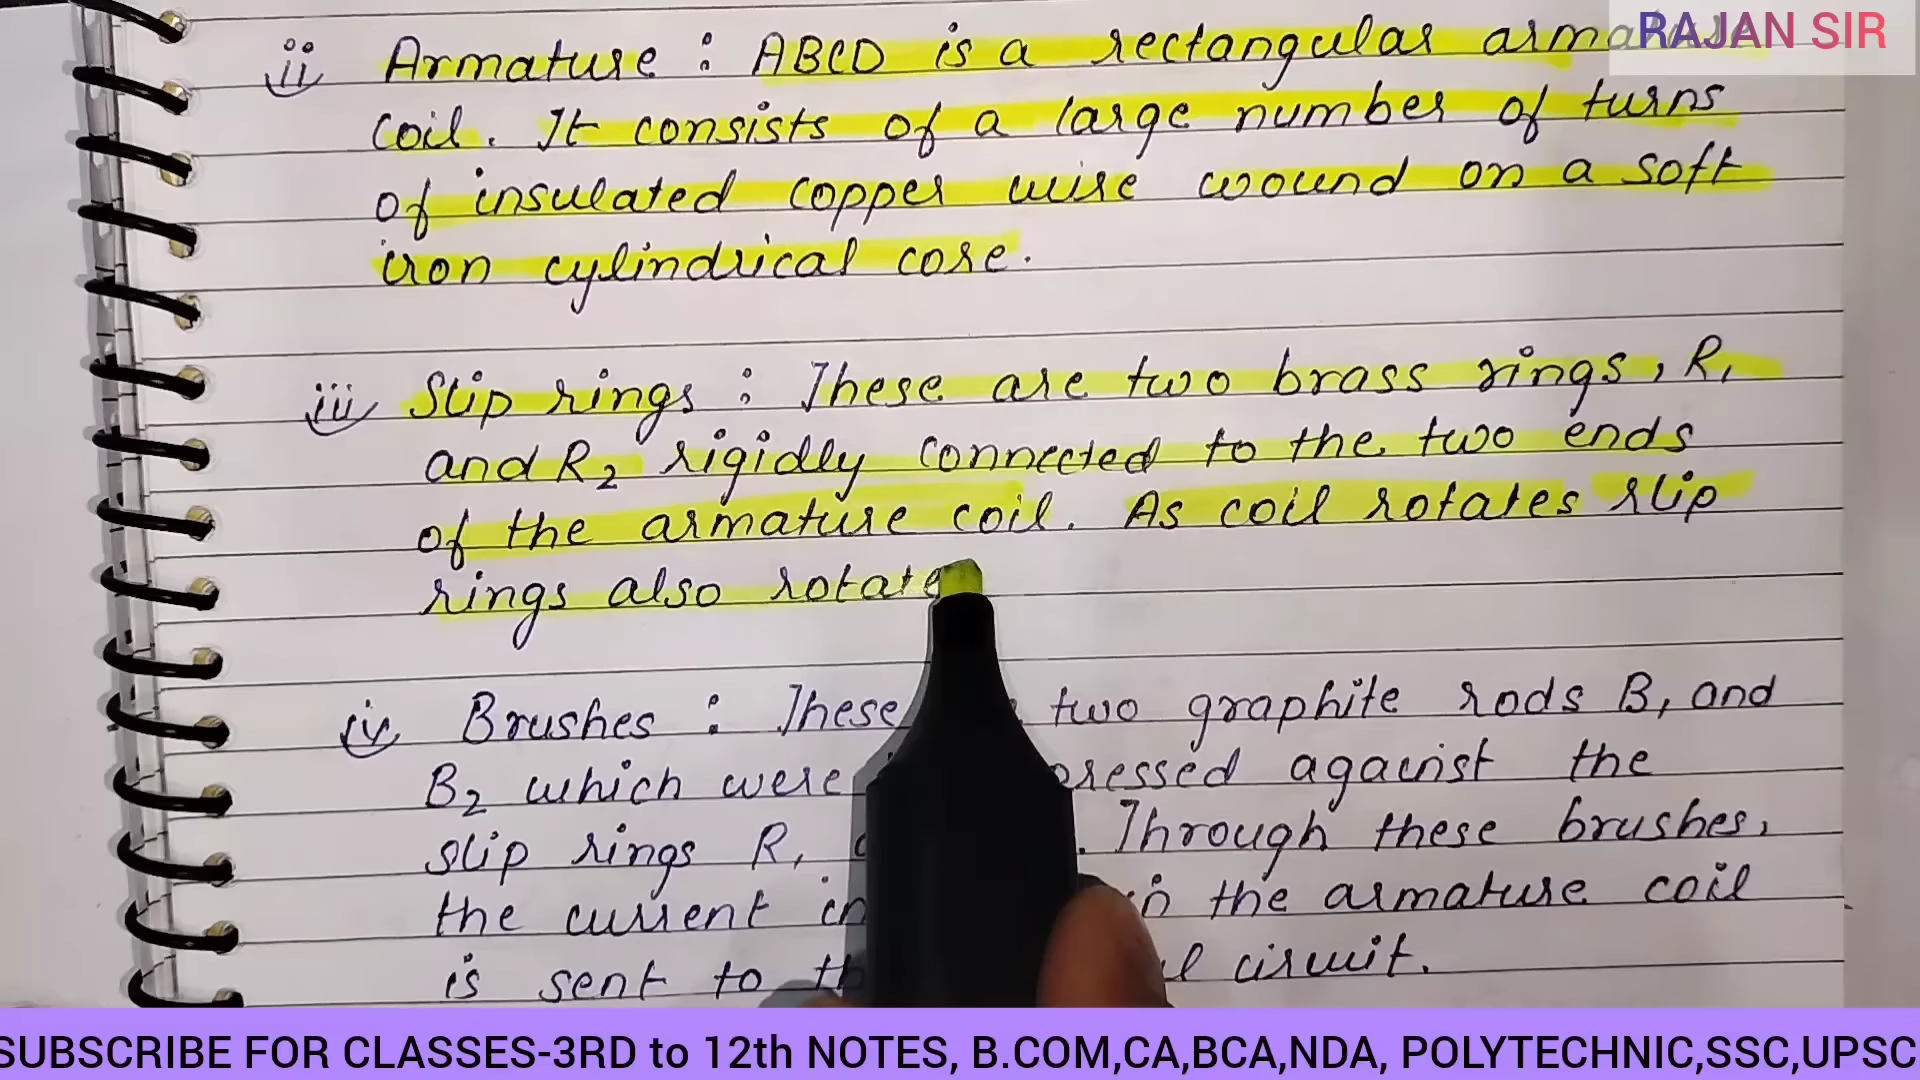 RAJAN SIR
ii Armature : ABCD is a rectangular armature
coil. It consists of a large number of turns
of insulated copper wire wound on a soft
iron cylindrical core.
iii Slip rings : These are two brass rings, R1
and R2 rigidly connected to the two ends
of the armature coil. As coil rotates slip
rings also rotate
iv Brushes : These two graphite rods B1 and
B2 which were pressed against the
slip rings R1 . Through these brushes,
the current in the armature coil
is sent to circuit.
SUBSCRIBE FOR CLASSES-3RD to 12th NOTES, B.COM,CA,BCA,NDA, POLYTECHNIC,SSC,UPSC